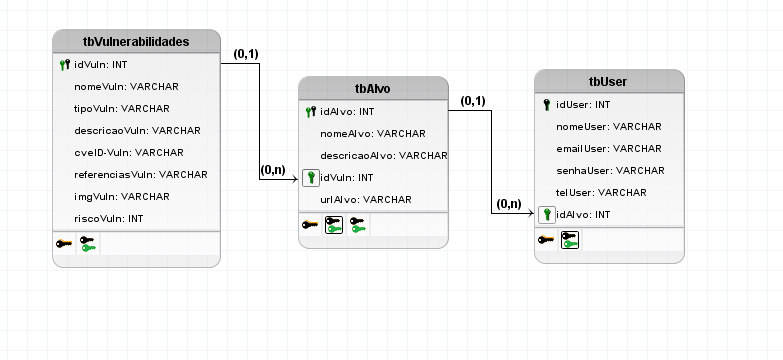 tbVulnerabilidades
idVuln: INT
nomeVuln: VARCHAR
tipoVuln: VARCHAR
descricaoVuln: VARCHAR
cveID-Vuln: VARCHAR
referenciasVuln: VARCHAR
imgVuln: VARCHAR
riscoVuln: INT
(0,1)
(0,n)
tbAlvo
idAlvo: INT
nomeAlvo: VARCHAR
descricaoAlvo: VARCHAR
idVuln: INT
urlAlvo: VARCHAR
(0,1)
(0,n)
tbUser
idUser: INT
nomeUser: VARCHAR
emailUser: VARCHAR
senhaUser: VARCHAR
telUser: VARCHAR
idAlvo: INT